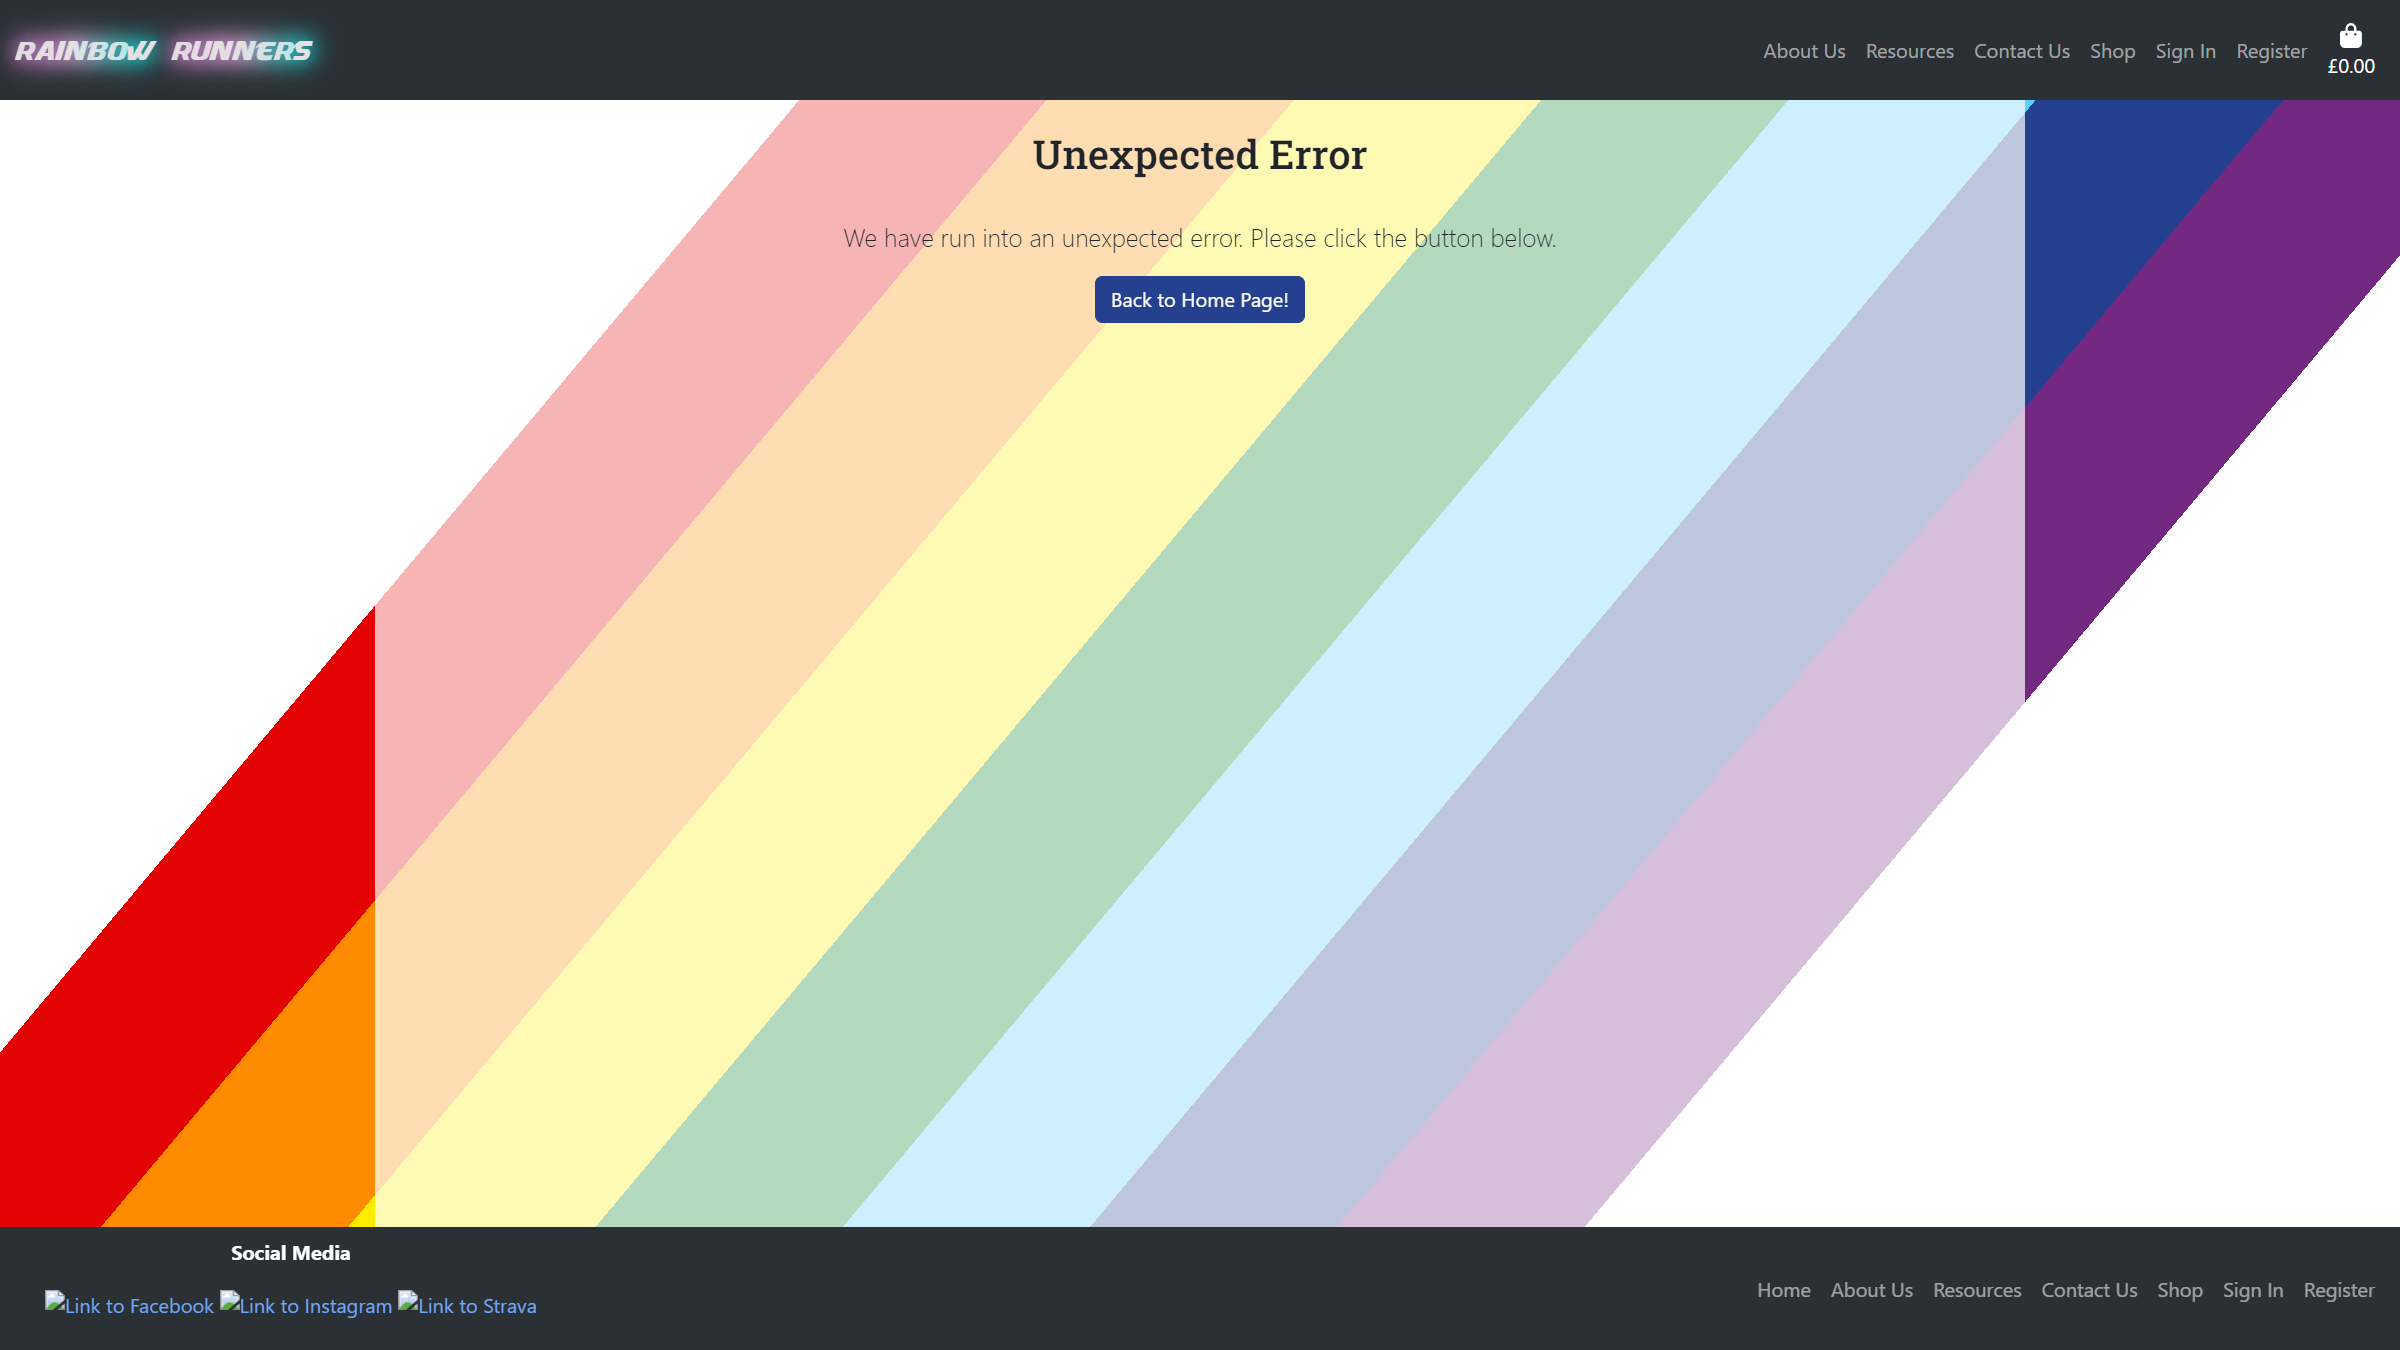 RAINBOW RUNNERS
About Us Resources Contact Us Shop Sign In Register £0.00
Unexpected Error
We have run into an unexpected error. Please click the button below.
Back to Home Page!
Social Media
Link to Facebook Link to Instagram Link to Strava
Home About Us Resources Contact Us Shop Sign In Register